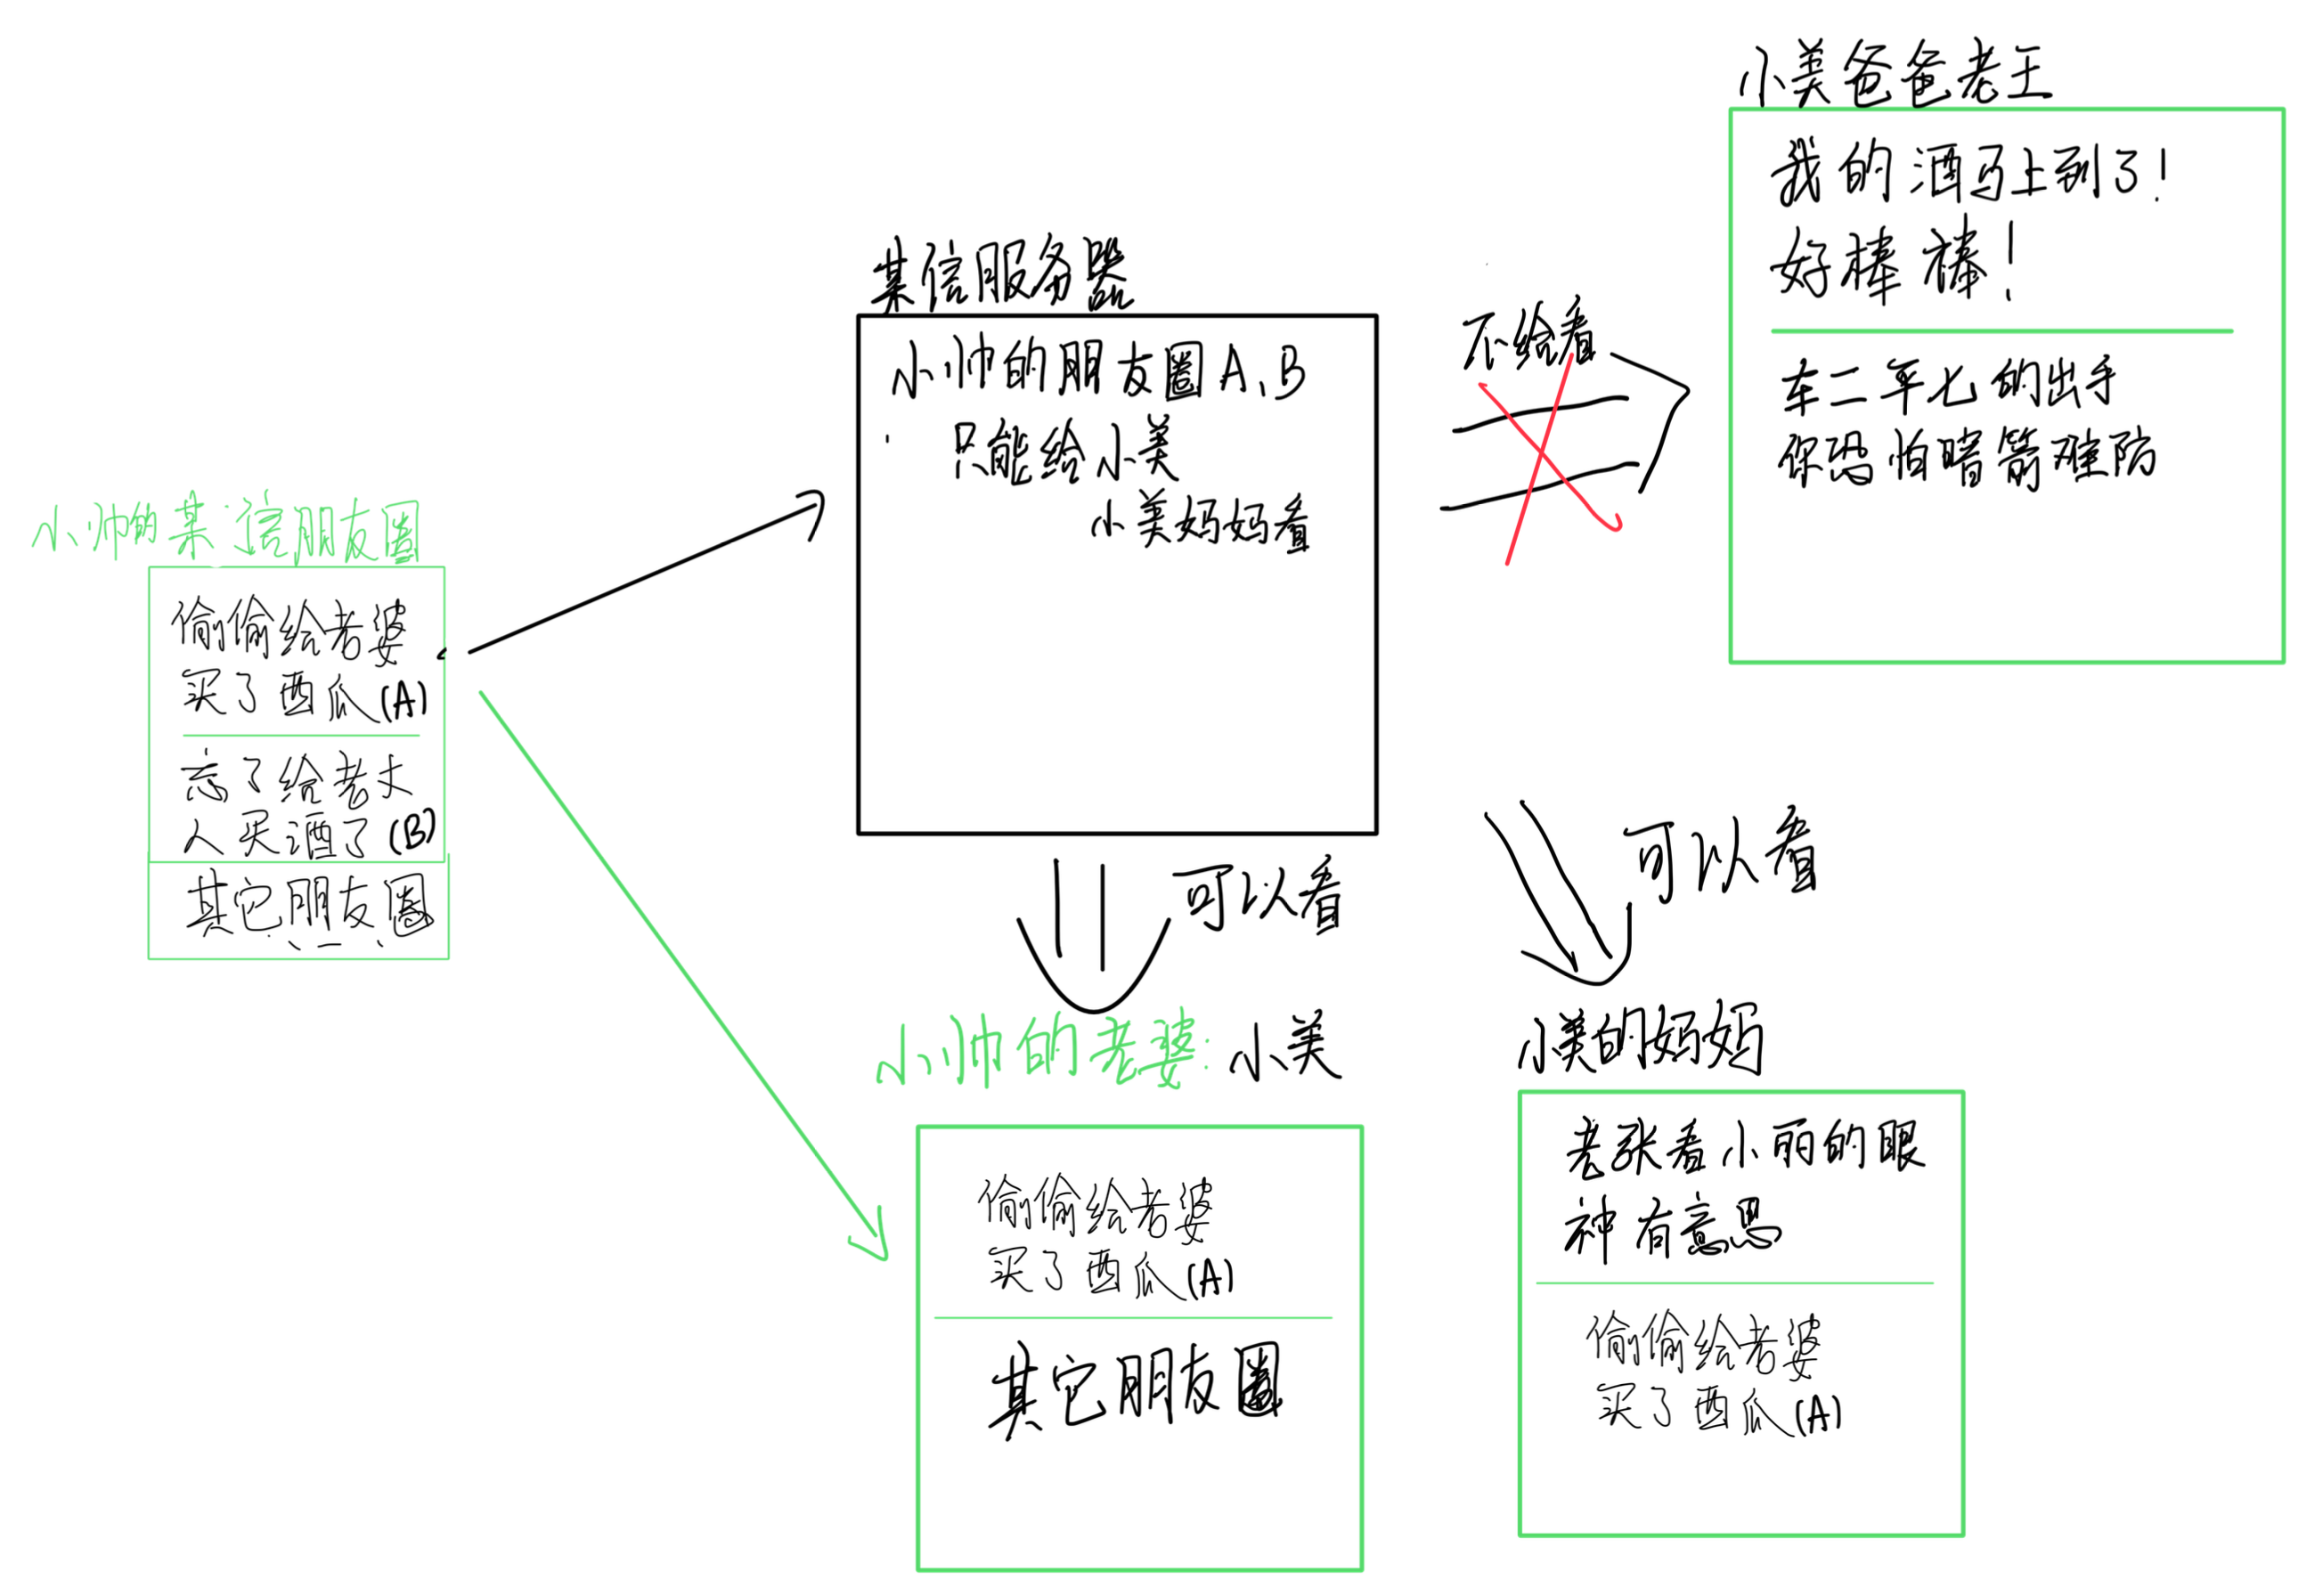 小帅的某信朋友圈
偷偷给老婆
买了西瓜(A)
忘了给老丈
人买酒了(B)
其它朋友圈
某信服务器
小帅的朋友圈A、B
只能给小美
小美妈妈看
不给看
小美爸爸老王
我的酒马上到了!
好棒棒!
车二平七的出手
你恐怕暗箭难防
可以看
小帅的老婆:小美
偷偷给老婆
买了西瓜(A)
其它朋友圈
可以看
小美的妈妈
老张看小丽的眼
神有意思
偷偷给老婆
买了西瓜(A)